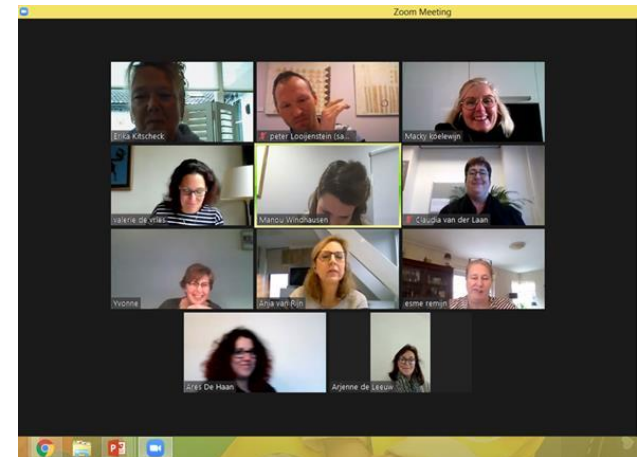 Zoom Meeting
Erika Kitscheck
peter Looijenstein (sa...
Macky koelewijn
valerie de vries
Manou Windhausen
Claudia van der Laan
Yvonne
Anja van Rijn
esme remijn
Ares De Haan
Arjenne de Leeuw